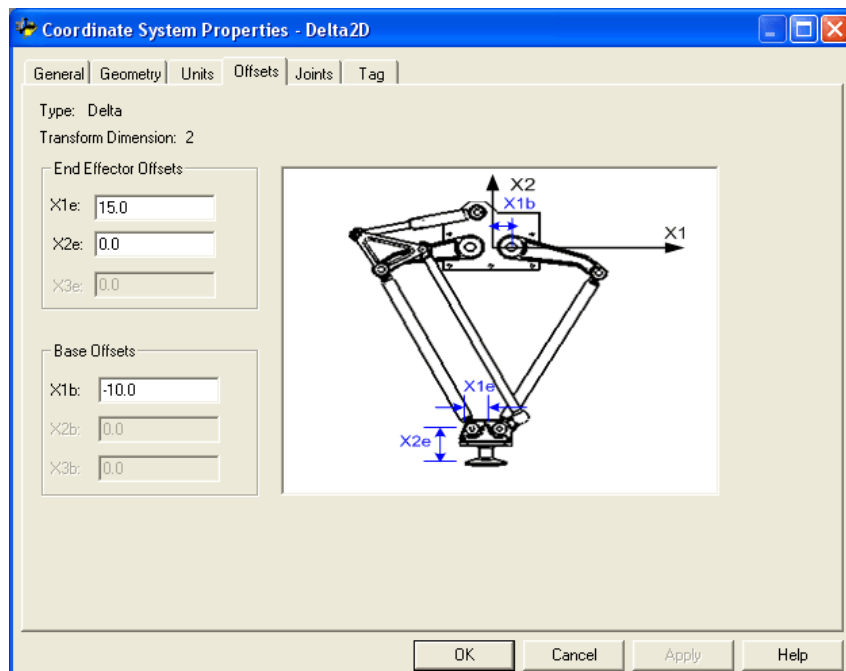 Coordinate System Properties - Delta2D
General Geometry Units Offsets Joints Tag
Type: Delta
Transform Dimension: 2
End Effector Offsets
X1e: 15.0
X2e: 0.0
X3e: 0.0
Base Offsets
X1b: -10.0
X2b: 0.0
X3b: 0.0
X2
X1b
X1
X1e
X2e
OK Cancel Apply Help